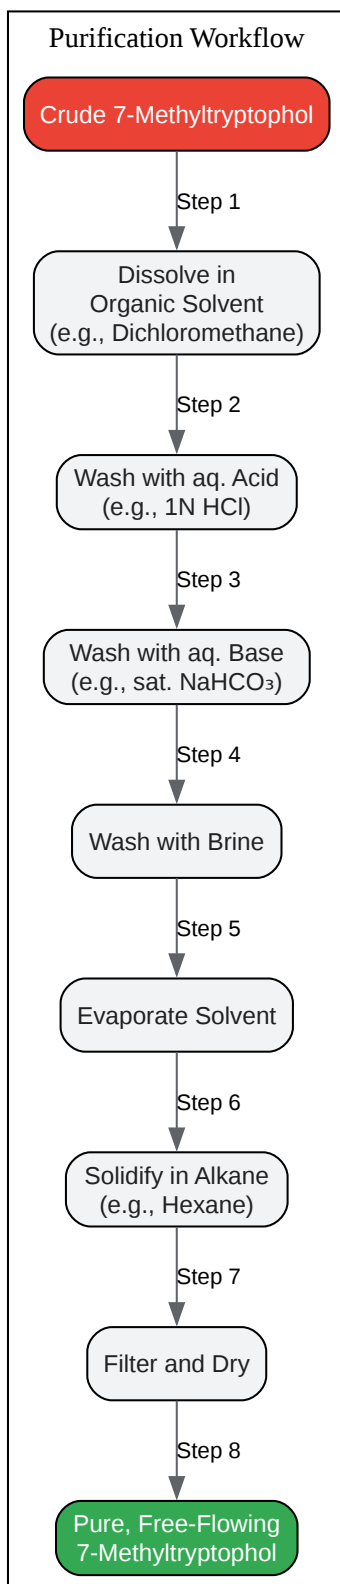 Purification Workflow
Crude 7-Methyltryptophol
Step 1
Dissolve in
Organic Solvent
(e.g., Dichloromethane)
Step 2
Wash with aq. Acid
(e.g., 1N HCl)
Step 3
Wash with aq. Base
(e.g., sat. NaHCO₃)
Step 4
Wash with Brine
Step 5
Evaporate Solvent
Step 6
Solidify in Alkane
(e.g., Hexane)
Step 7
Filter and Dry
Step 8
Pure, Free-Flowing
7-Methyltryptophol